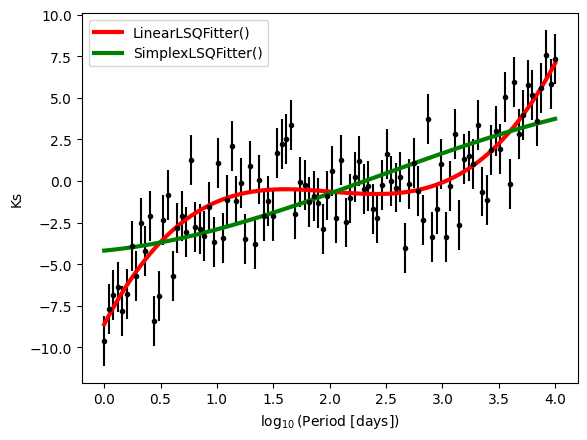 LinearLSQFitter()
SimplexLSQFitter()
10.0
7.5
5.0
2.5
0.0
−2.5
−5.0
−7.5
−10.0
Ks
0.0 0.5 1.0 1.5 2.0 2.5 3.0 3.5 4.0
log₁₀(Period [days])